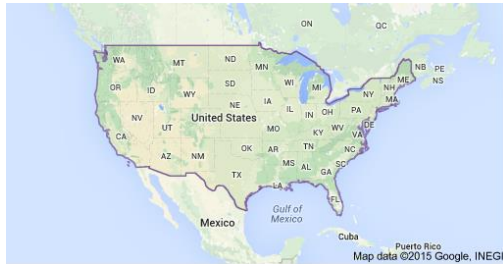 ON
QC
WA
MT
ND
MN
NB
PE
NS
OR
ID
SD
WI
MI
ME
NH
MA
NY
WY
NE
IA
IL
IN
OH
PA
NV
UT
United States
MO
KY
WV
VA
DE
CA
AZ
NM
OK
AR
TN
NC
SC
MS
AL
GA
TX
LA
FL
Gulf of
Mexico
Mexico
Cuba
Puerto Rico
Map data ©2015 Google, INEGI